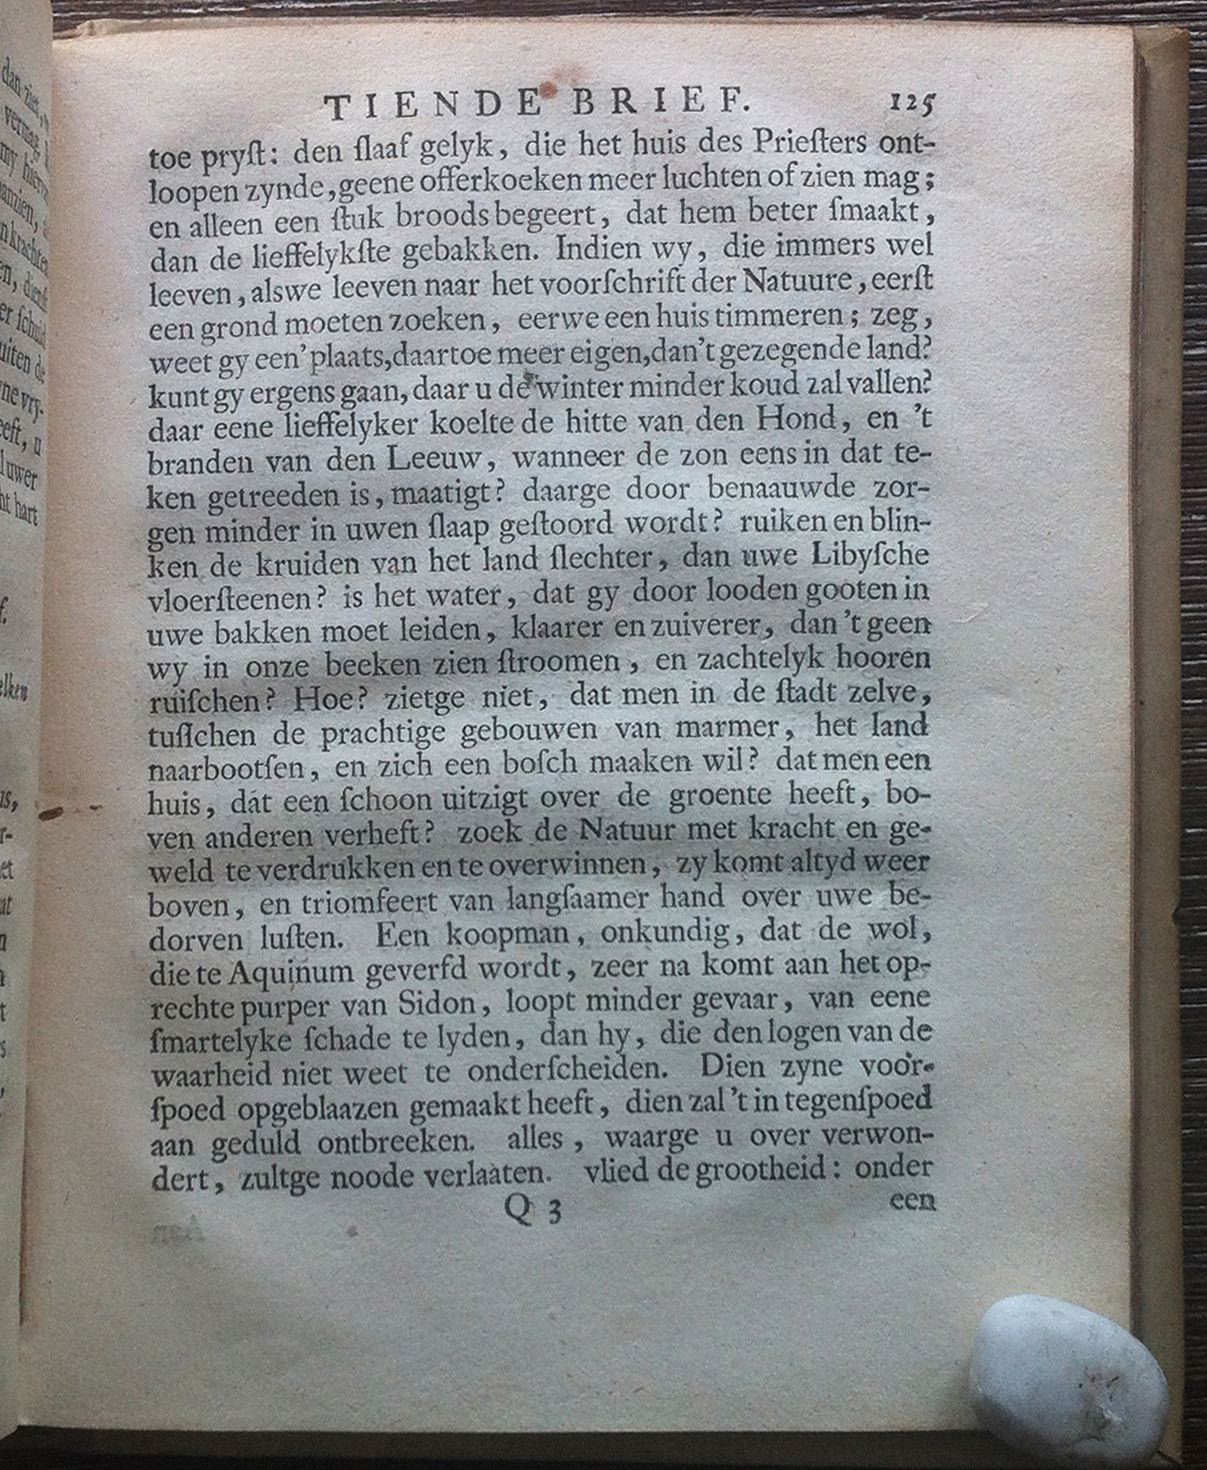 TIENDE BRIEF. 125
toe pryſt: den ſlaaf gelyk, die het huis des Prieſters ont-
loopen zynde, geene offerkoeken meer luchten of zien mag;
en alleen een ſtuk broods begeert, dat hem beter ſmaakt,
dan de lieffelykſte gebakken. Indien wy, die immers wel
leeven, alswe leeven naar het voorſchrift der Natuure, eerſt
een grond moeten zoeken, eerwe een huis timmeren; zeg,
weet gy een' plaats, daartoe meer eigen, dan 't gezegende land?
kunt gy ergens gaan, daar u de winter minder koud zal vallen?
daar eene lieffelyker koelte de hitte van den Hond, en 't
branden van den Leeuw, wanneer de zon eens in dat te-
ken getreeden is, maatigt? daarge door benaauwde zor-
gen minder in uwen ſlaap geſtoord wordt? ruiken en blin-
ken de kruiden van het land ſlechter, dan uwe Libyſche
vloerſteenen? is het water, dat gy door looden gooten in
uwe bakken moet leiden, klaarer en zuiverer, dan 't geen
wy in onze beeken zien ſtroomen, en zachtelyk hooren
ruiſchen? Hoe? zietge niet, dat men in de ſtadt zelve,
tuſſchen de prachtige gebouwen van marmer, het land
naarbootſen, en zich een boſch maaken wil? dat men een
huis, dat een ſchoon uitzigt over de groente heeft, bo-
ven anderen verheft? zoek de Natuur met kracht en ge-
weld te verdrukken en te overwinnen, zy komt altyd weer
boven, en triomfeert van langſaamer hand over uwe be-
dorven luſten. Een koopman, onkundig, dat de wol,
die te Aquinum geverfd wordt, zeer na komt aan het op-
rechte purper van Sidon, loopt minder gevaar, van eene
ſmartelyke ſchade te lyden, dan hy, die den logen van de
waarheid niet weet te onderſcheiden. Dien zyne voor-
ſpoed opgeblaazen gemaakt heeft, dien zal 't in tegenſpoed
aan geduld ontbreeken. alles, waarge u over verwon-
dert, zultge noode verlaaten. vlied de grootheid: onder
Q 3 een